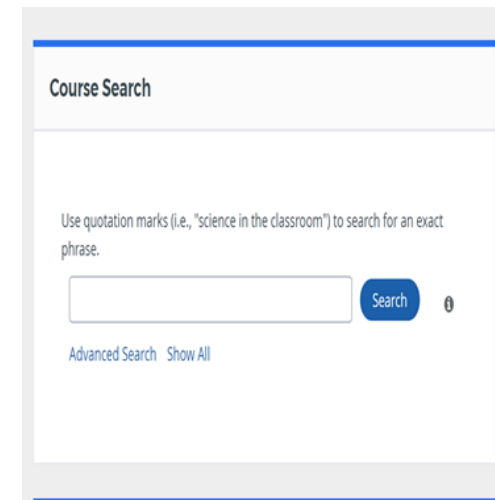 Course Search
Use quotation marks (i.e., "science in the classroom") to search for an exact
phrase.
Search
Advanced Search Show All